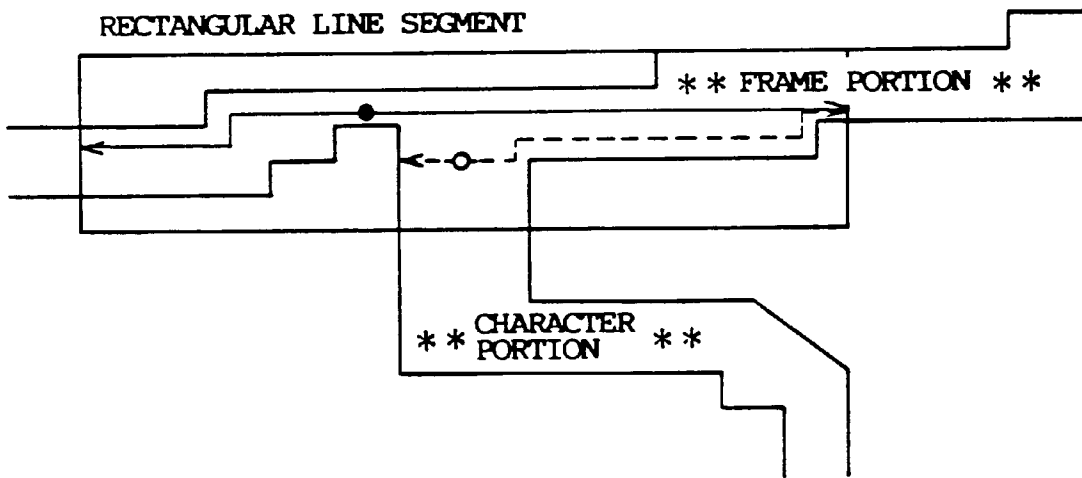 RECTANGULAR LINE SEGMENT
** FRAME PORTION **
** CHARACTER PORTION **